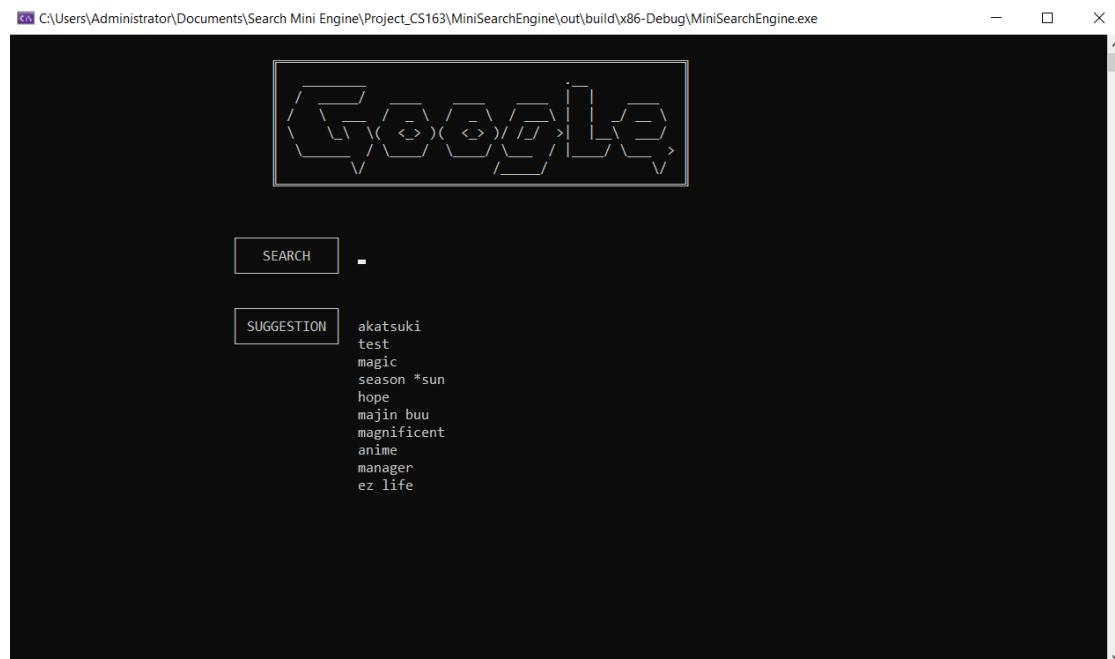 C:\Users\Administrator\Documents\Search Mini Engine\Project_CS163\MiniSearchEngine\out\build\x86-Debug\MiniSearchEngine.exe
Google
SEARCH
SUGGESTION
akatsuki
test
magic
season *sun
hope
majin buu
magnificent
anime
manager
ez life